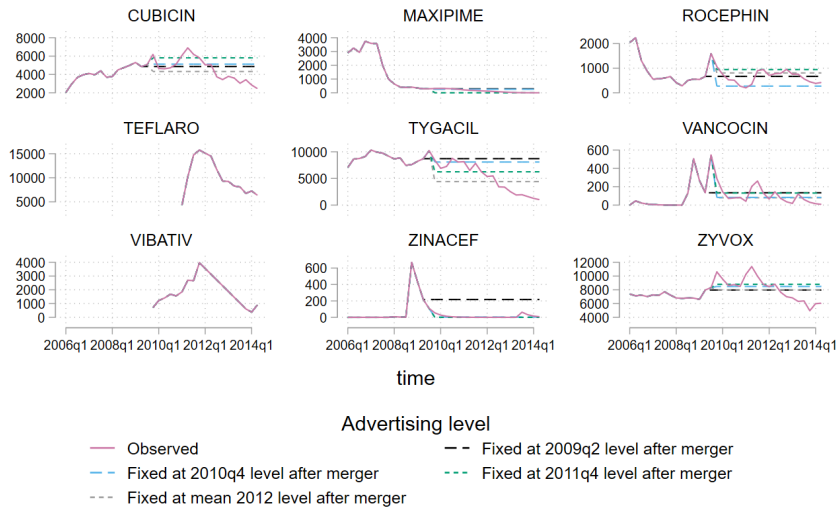 CUBICIN MAXIPIME ROCEPHIN
8000
6000
4000
2000
4000
3000
2000
1000
0
2000
1000
0
TEFLARO TYGACIL VANCOCIN
15000
10000
5000
10000
5000
0
600
400
200
0
VIBATIV ZINACEF ZYVOX
4000
3000
2000
1000
0
600
400
200
0
12000
10000
8000
6000
4000
2006q1 2008q1 2010q1 2012q1 2014q1
2006q1 2008q1 2010q1 2012q1 2014q1
2006q1 2008q1 2010q1 2012q1 2014q1
time
Advertising level
Observed
Fixed at 2009q2 level after merger
Fixed at 2010q4 level after merger
Fixed at 2011q4 level after merger
Fixed at mean 2012 level after merger